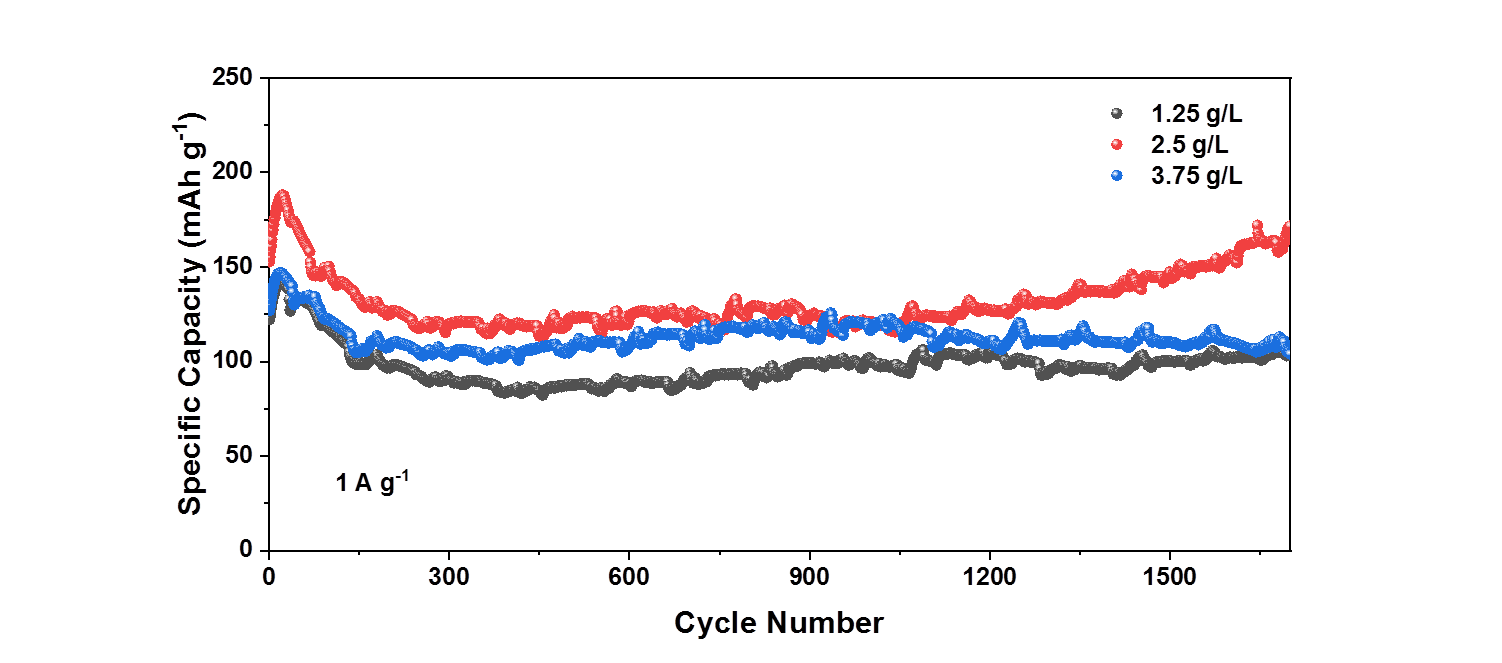 250
200
150
100
50
0
Specific Capacity (mAh g⁻¹)
1.25 g/L
2.5 g/L
3.75 g/L
1 A g⁻¹
0 300 600 900 1200 1500
Cycle Number